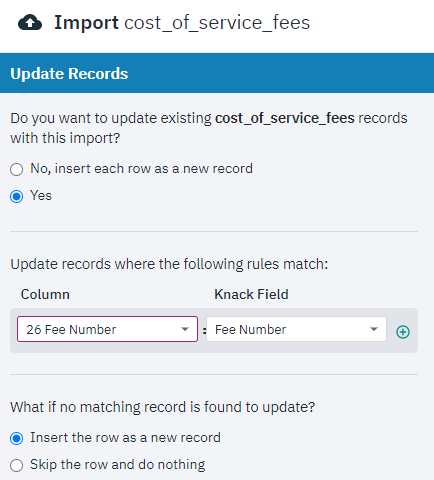 Import cost_of_service_fees
Update Records
Do you want to update existing cost_of_service_fees records
with this import?
No, insert each row as a new record
Yes
Update records where the following rules match:
Column Knack Field
26 Fee Number : Fee Number
What if no matching record is found to update?
Insert the row as a new record
Skip the row and do nothing